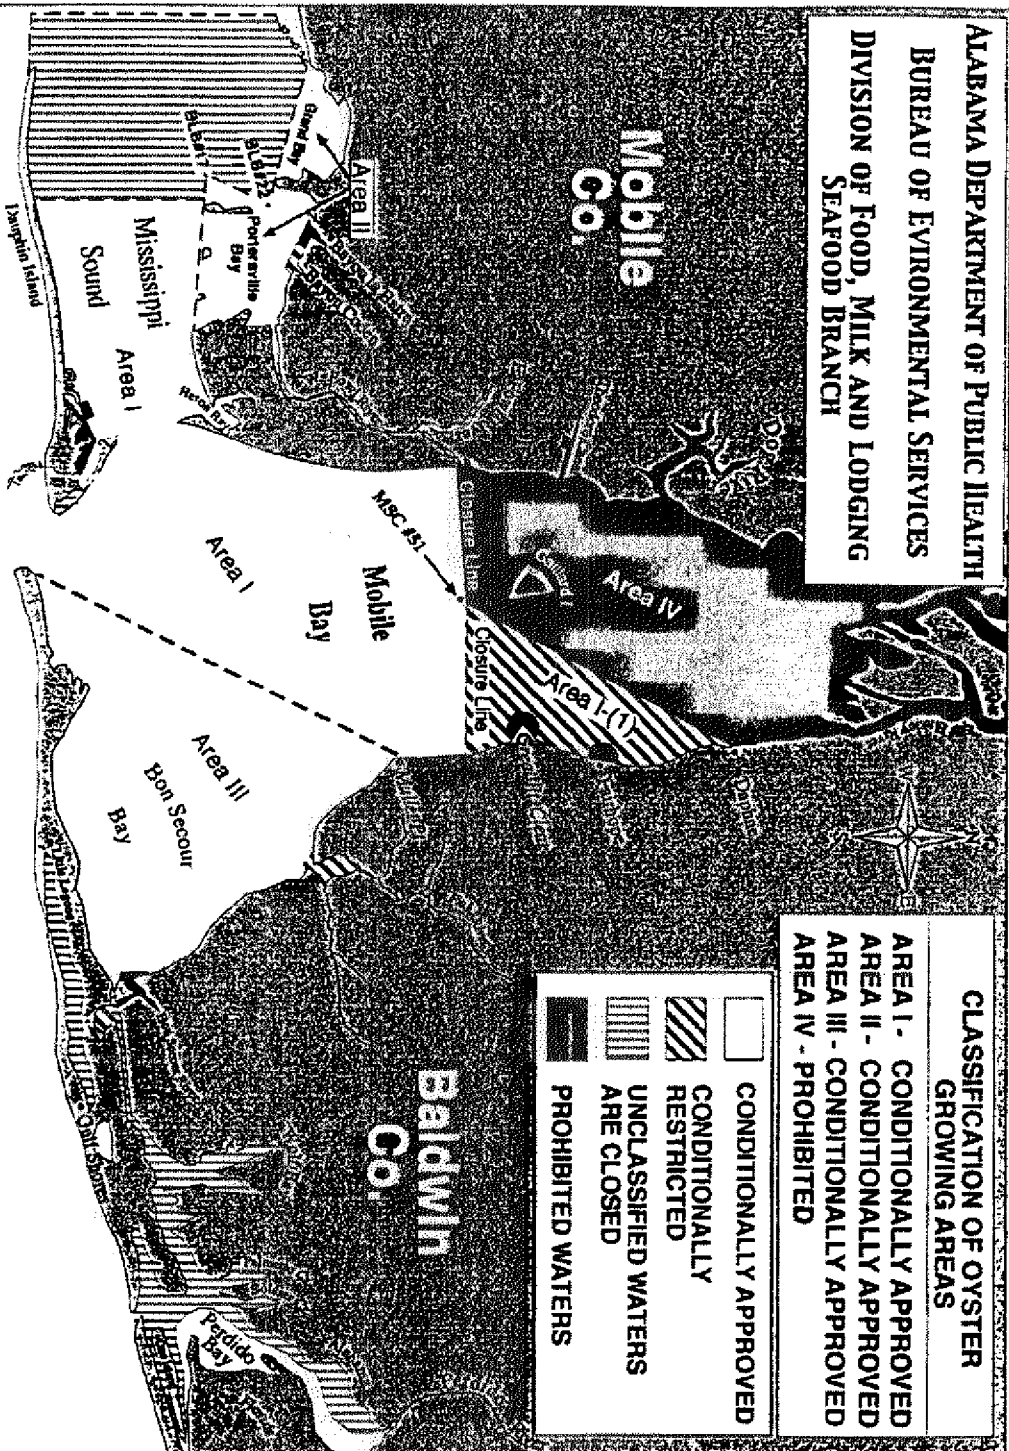 ALABAMA DEPARTMENT OF PUBLIC HEALTH
BUREAU OF EVIRONMENTAL SERVICES
DIVISION OF FOOD, MILK AND LODGING
SEAFOOD BRANCH
CLASSIFICATION OF OYSTER
GROWING AREAS
AREA I - CONDITIONALLY APPROVED
AREA II - CONDITIONALLY APPROVED
AREA III - CONDITIONALLY APPROVED
AREA IV - PROHIBITED
CONDITIONALLY APPROVED
CONDITIONALLY
RESTRICTED
UNCLASSIFIED WATERS
ARE CLOSED
PROHIBITED WATERS
Mobile
Co.
Baldwin
Co.
Area IV
Area I-(1)
Closure Line
Closure Line
MSC #51
Mobile
Bay
Area I
Area II
Grand Bay
Portersville
Bay
BLB#22
BLB#17
Heron Bay
Mississippi
Sound
Area I
Dauphin Island
Area III
Bon Secour
Bay
Perdido
Bay